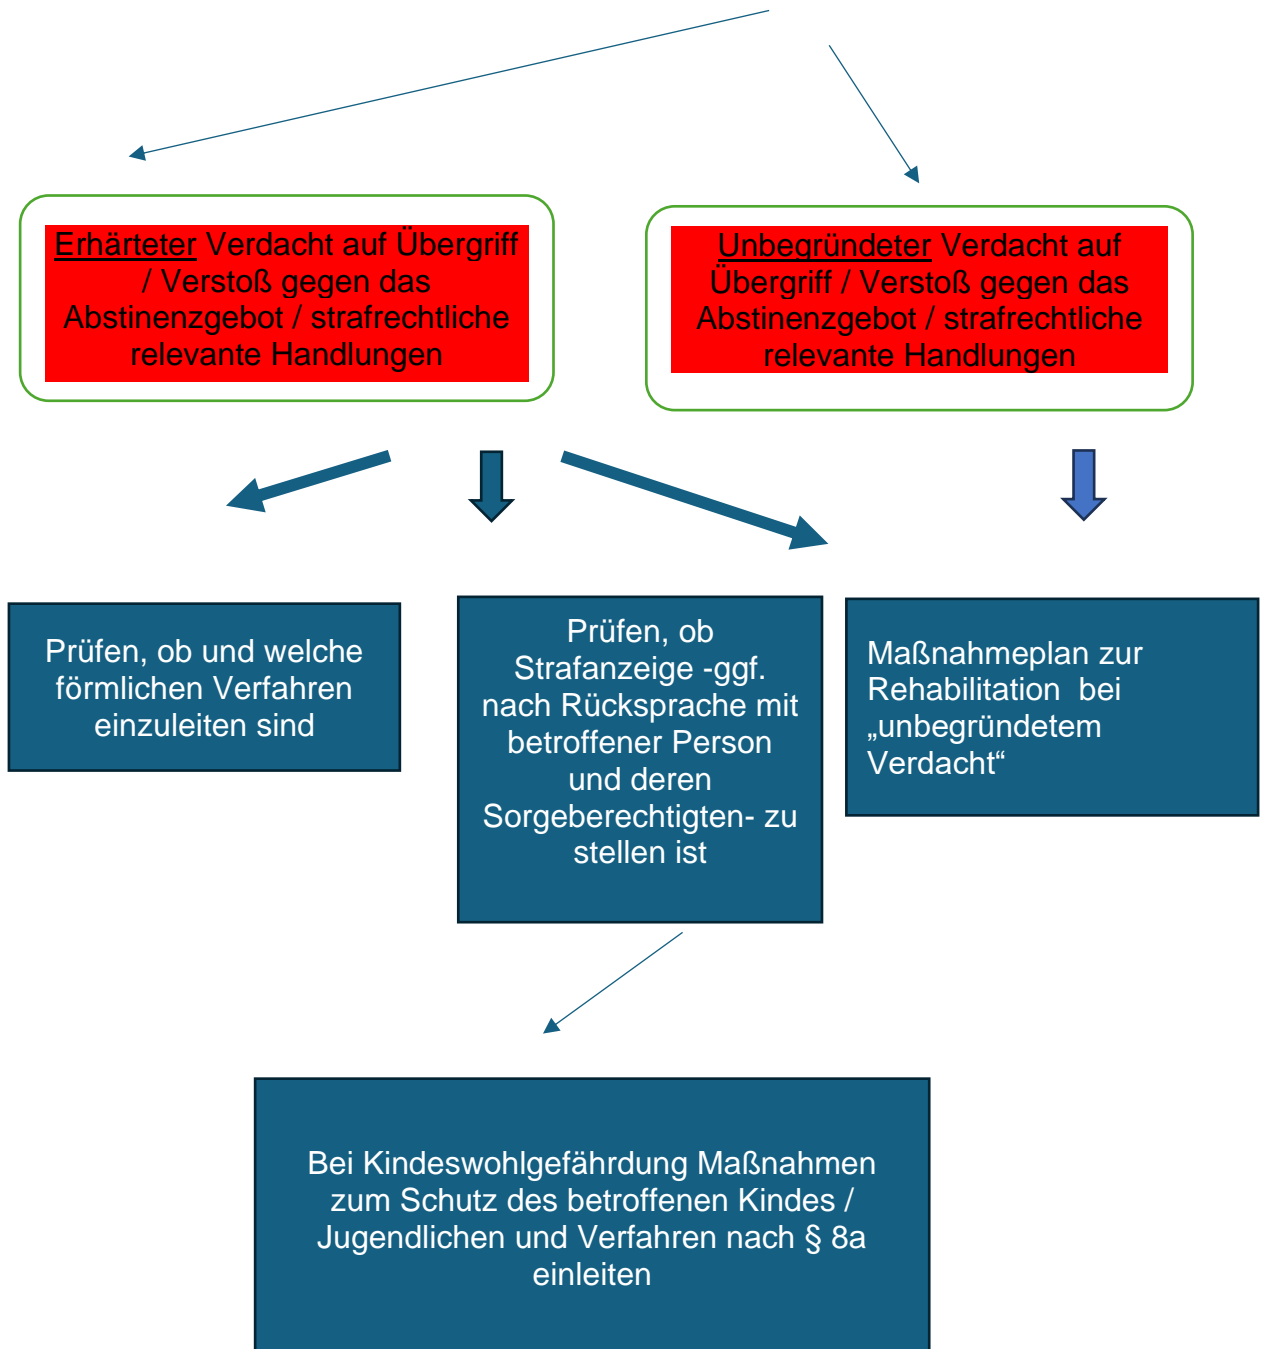 Erhärteter Verdacht auf Übergriff
/ Verstoß gegen das
Abstinenzgebot / strafrechtliche
relevante Handlungen
Unbegründeter Verdacht auf
Übergriff / Verstoß gegen das
Abstinenzgebot / strafrechtliche
relevante Handlungen
Prüfen, ob und welche
förmlichen Verfahren
einzuleiten sind
Prüfen, ob
Strafanzeige -ggf.
nach Rücksprache mit
betroffener Person
und deren
Sorgeberechtigten- zu
stellen ist
Maßnahmeplan zur
Rehabilitation  bei
„unbegründetem
Verdacht“
Bei Kindeswohlgefährdung Maßnahmen
zum Schutz des betroffenen Kindes /
Jugendlichen und Verfahren nach § 8a
einleiten